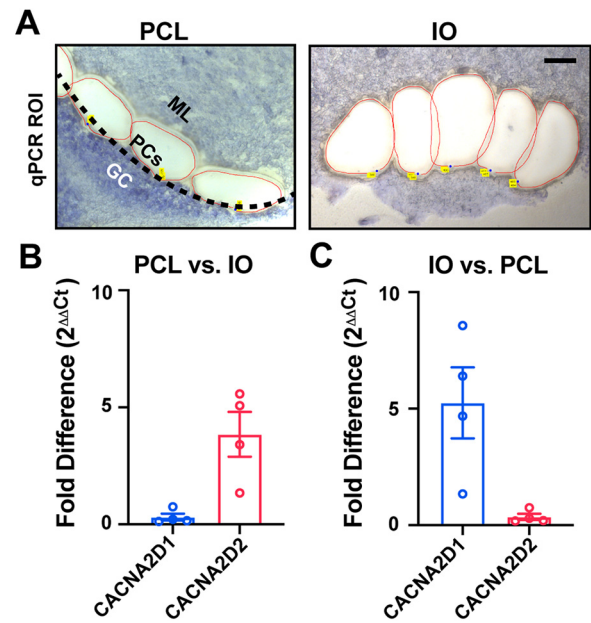 A
PCL
IO
qPCR ROI
ML
PCs
GC
B
PCL vs. IO
Fold Difference (2ΔΔCt)
10
5
0
CACNA2D1
CACNA2D2
C
IO vs. PCL
Fold Difference (2ΔΔCt)
10
5
0
CACNA2D1
CACNA2D2